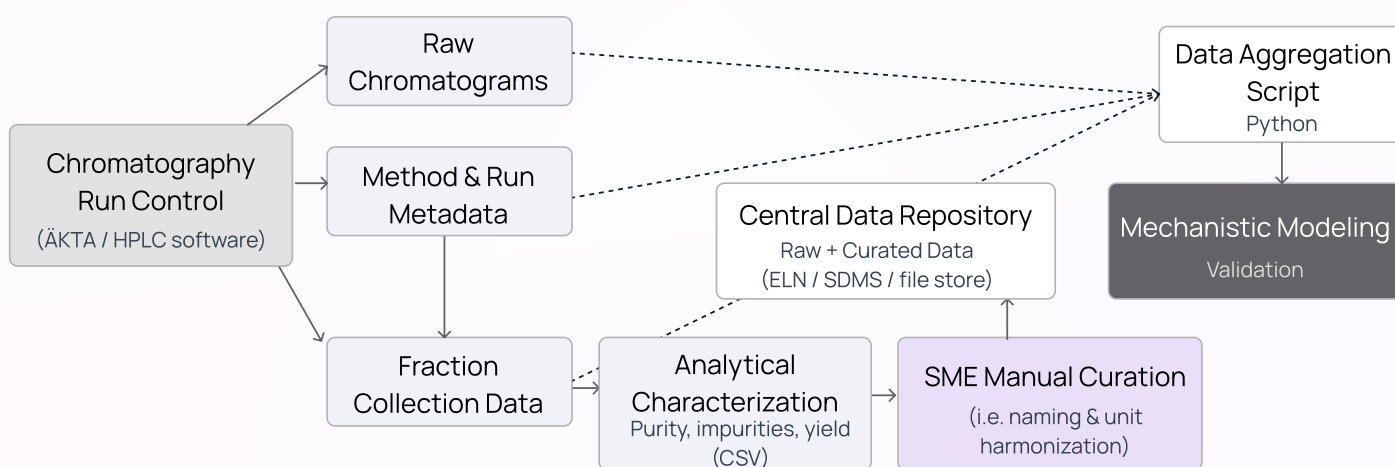 Raw
Chromatograms
Data Aggregation
Script
Python
Chromatography
Run Control
(ÄKTA / HPLC software)
Method & Run
Metadata
Central Data Repository
Raw + Curated Data
(ELN / SDMS / file store)
Mechanistic Modeling
Validation
Fraction
Collection Data
Analytical
Characterization
Purity, impurities, yield
(CSV)
SME Manual Curation
(i.e. naming & unit
harmonization)